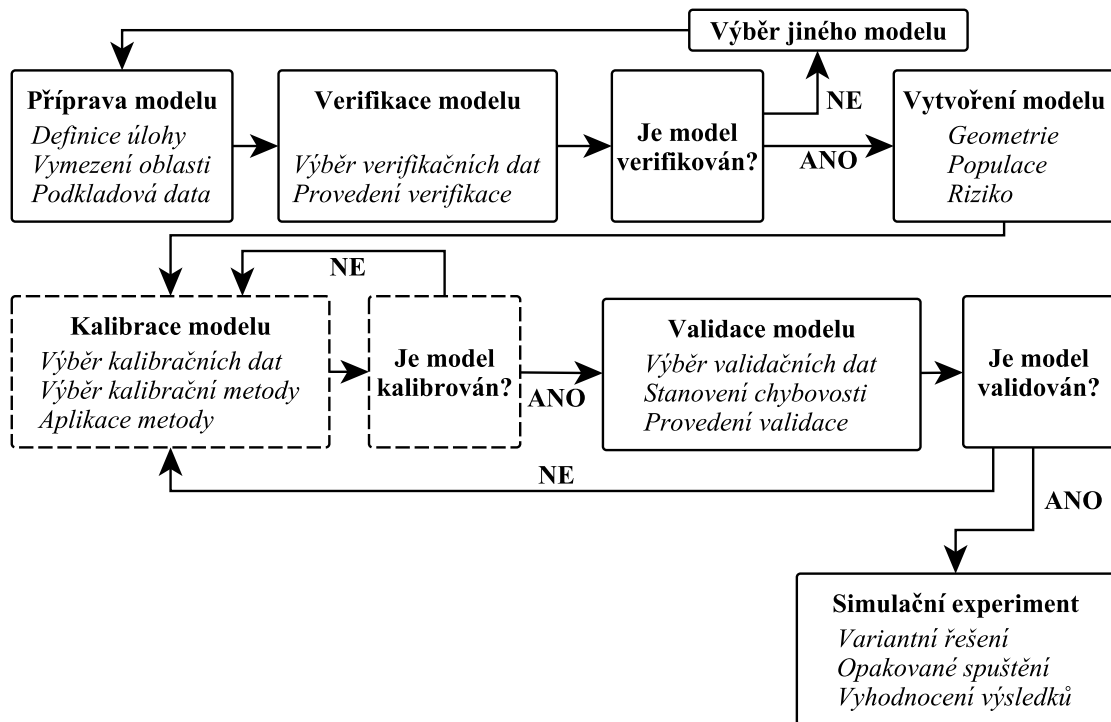 Výběr jiného modelu
Příprava modelu
Definice úlohy
Vymezení oblasti
Podkladová data
Verifikace modelu
Výběr verifikačních dat
Provedení verifikace
Je model
verifikován?
NE
ANO
Vytvoření modelu
Geometrie
Populace
Riziko
NE
Kalibrace modelu
Výběr kalibračních dat
Výběr kalibrační metody
Aplikace metody
Je model
kalibrován?
ANO
Validace modelu
Výběr validačních dat
Stanovení chybovosti
Provedení validace
Je model
validován?
NE
ANO
Simulační experiment
Variantní řešení
Opakované spuštění
Vyhodnocení výsledků